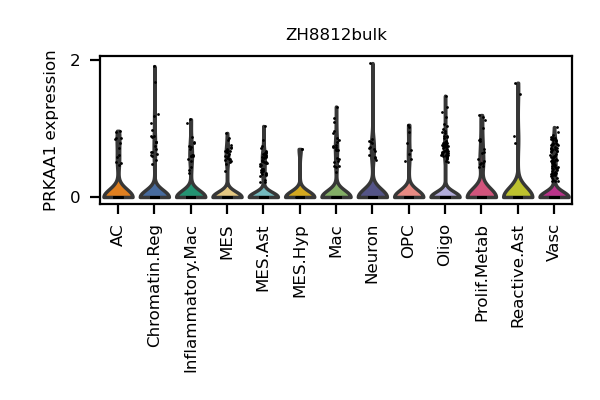 ZH8812bulk
PRKAA1 expression
2
0
AC
Chromatin.Reg
Inflammatory.Mac
MES
MES.Ast
MES.Hyp
Mac
Neuron
OPC
Oligo
Prolif.Metab
Reactive.Ast
Vasc